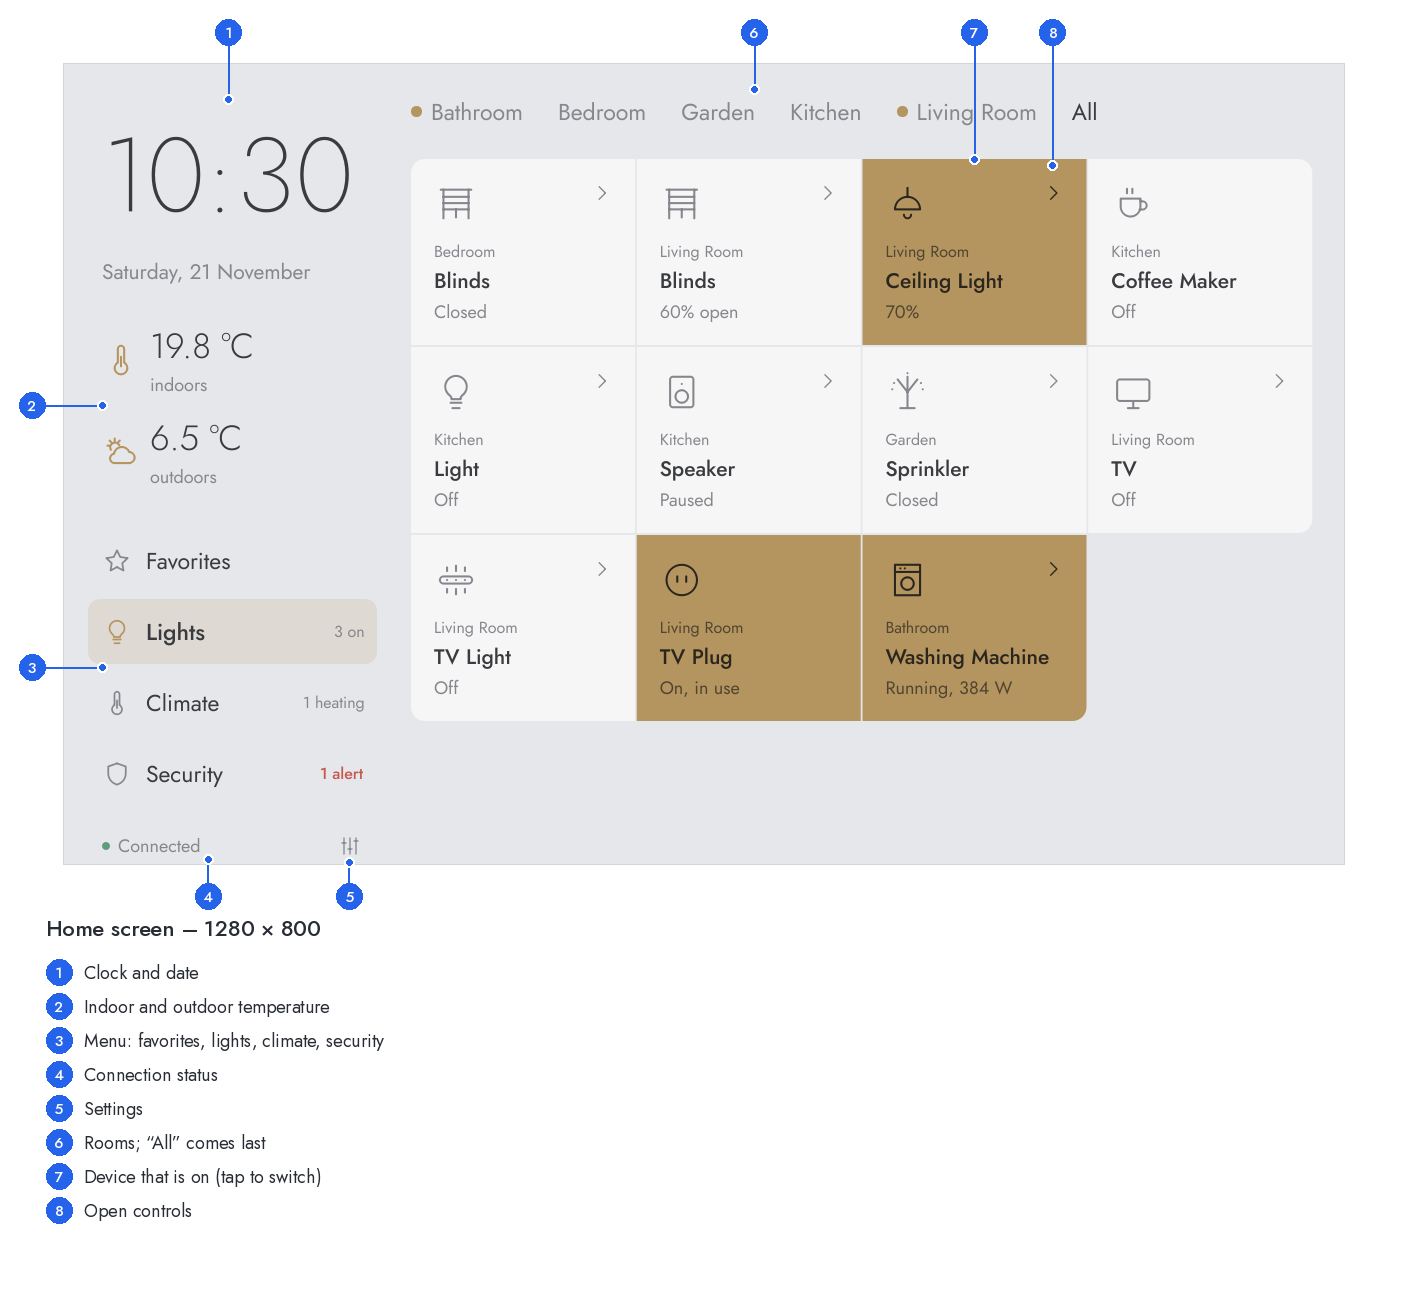 1
6
7
8
10:30
Saturday, 21 November
19.8 °C
indoors
2
6.5 °C
outdoors
Favorites
Lights 3 on
3
Climate 1 heating
Security 1 alert
Connected
4
5
Bathroom Bedroom Garden Kitchen Living Room All
Bedroom
Blinds
Closed
Living Room
Blinds
60% open
Living Room
Ceiling Light
70%
Kitchen
Coffee Maker
Off
Kitchen
Light
Off
Kitchen
Speaker
Paused
Garden
Sprinkler
Closed
Living Room
TV
Off
Living Room
TV Light
Off
Living Room
TV Plug
On, in use
Bathroom
Washing Machine
Running, 384 W
Home screen – 1280 × 800
1 Clock and date
2 Indoor and outdoor temperature
3 Menu: favorites, lights, climate, security
4 Connection status
5 Settings
6 Rooms; “All” comes last
7 Device that is on (tap to switch)
8 Open controls